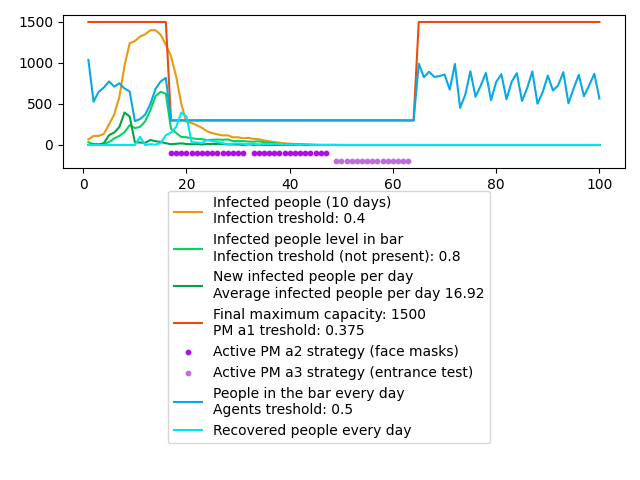 1500
1000
500
0
0 20 40 60 80 100
Infected people (10 days)
Infection treshold: 0.4
Infected people level in bar
Infection treshold (not present): 0.8
New infected people per day
Average infected people per day 16.92
Final maximum capacity: 1500
PM a1 treshold: 0.375
Active PM a2 strategy (face masks)
Active PM a3 strategy (entrance test)
People in the bar every day
Agents treshold: 0.5
Recovered people every day